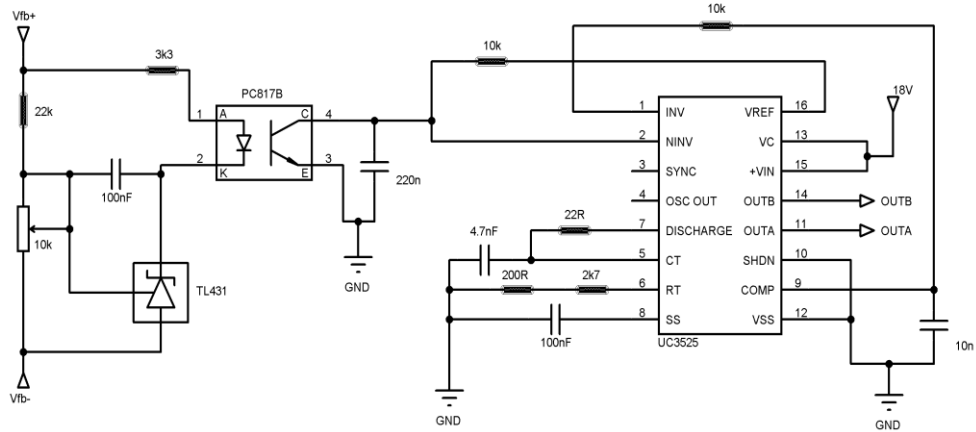 Vfb+
3k3
22k
PC817B
1 A C 4
2 K E 3
100nF
10k
TL431
Vfb-
220n
GND
10k
10k
18V
1 INV VREF 16
2 NINV VC 13
3 SYNC +VIN 15
4 OSC OUT OUTB 14 OUTB
22R 7 DISCHARGE OUTA 11 OUTA
4.7nF 5 CT SHDN 10
200R 2k7 6 RT COMP 9
8 SS VSS 12
100nF
UC3525
10n
GND
GND